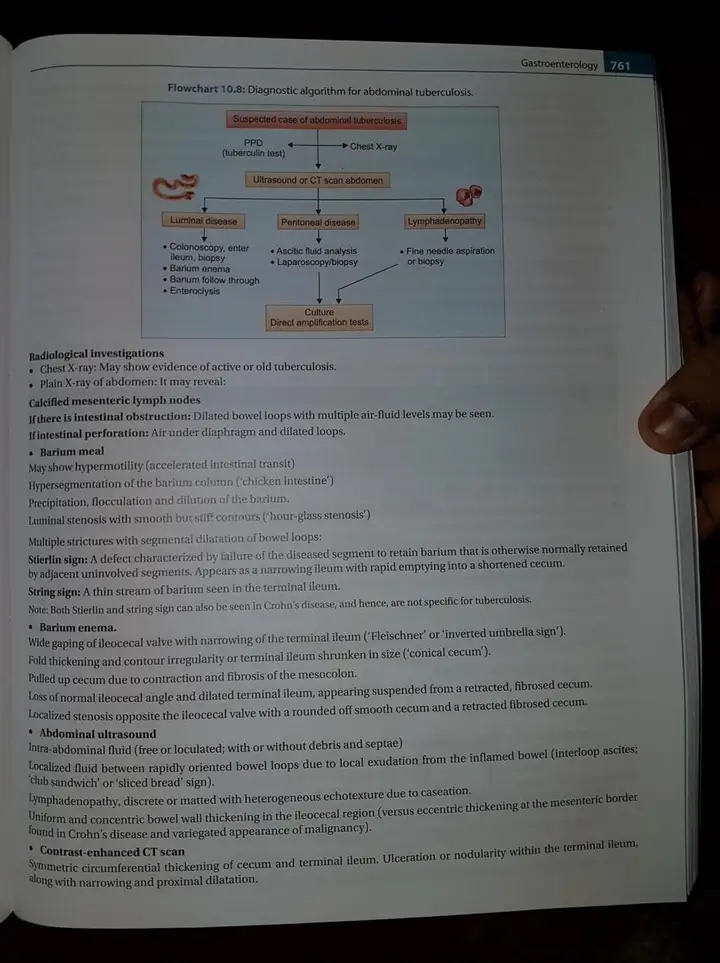 Gastroenterology 761
Flowchart 10.8: Diagnostic algorithm for abdominal tuberculosis.
Suspected case of abdominal tuberculosis
PPD
(tuberculin test)
Chest X-ray
Ultrasound or CT scan abdomen
Luminal disease
Peritoneal disease
Lymphadenopathy
• Colonoscopy, enter
ileum, biopsy
• Barium enema
• Barium follow through
• Enteroclysis
• Ascitic fluid analysis
• Laparoscopy/biopsy
• Fine needle aspiration
or biopsy
Culture
Direct amplification tests
Radiological investigations
• Chest X-ray: May show evidence of active or old tuberculosis.
• Plain X-ray of abdomen: It may reveal:
Calcified mesenteric lymph nodes
If there is intestinal obstruction: Dilated bowel loops with multiple air-fluid levels may be seen.
If intestinal perforation: Air under diaphragm and dilated loops.
• Barium meal
May show hypermotility (accelerated intestinal transit)
Hypersegmentation of the barium column ('chicken intestine')
Precipitation, flocculation and dilution of the barium.
Luminal stenosis with smooth but stiff contours ('hour-glass stenosis')
Multiple strictures with segmental dilatation of bowel loops:
Stierlin sign: A defect characterized by failure of the diseased segment to retain barium that is otherwise normally retained
by adjacent uninvolved segments. Appears as a narrowing ileum with rapid emptying into a shortened cecum.
String sign: A thin stream of barium seen in the terminal ileum.
Note: Both Stierlin and string sign can also be seen in Crohn's disease, and hence, are not specific for tuberculosis.
• Barium enema.
Wide gaping of ileocecal valve with narrowing of the terminal ileum ('Fleischner' or 'inverted umbrella sign').
Fold thickening and contour irregularity or terminal ileum shrunken in size ('conical cecum').
Pulled up cecum due to contraction and fibrosis of the mesocolon.
Loss of normal ileocecal angle and dilated terminal ileum, appearing suspended from a retracted, fibrosed cecum.
Localized stenosis opposite the ileocecal valve with a rounded off smooth cecum and a retracted fibrosed cecum.
• Abdominal ultrasound
Intra-abdominal fluid (free or loculated; with or without debris and septae)
Localized fluid between rapidly oriented bowel loops due to local exudation from the inflamed bowel (interloop ascites;
'club sandwich' or 'sliced bread' sign).
Lymphadenopathy, discrete or matted with heterogeneous echotexture due to caseation.
Uniform and concentric bowel wall thickening in the ileocecal region (versus eccentric thickening at the mesenteric border
found in Crohn's disease and variegated appearance of malignancy).
• Contrast-enhanced CT scan
Symmetric circumferential thickening of cecum and terminal ileum. Ulceration or nodularity within the terminal ileum,
along with narrowing and proximal dilatation.